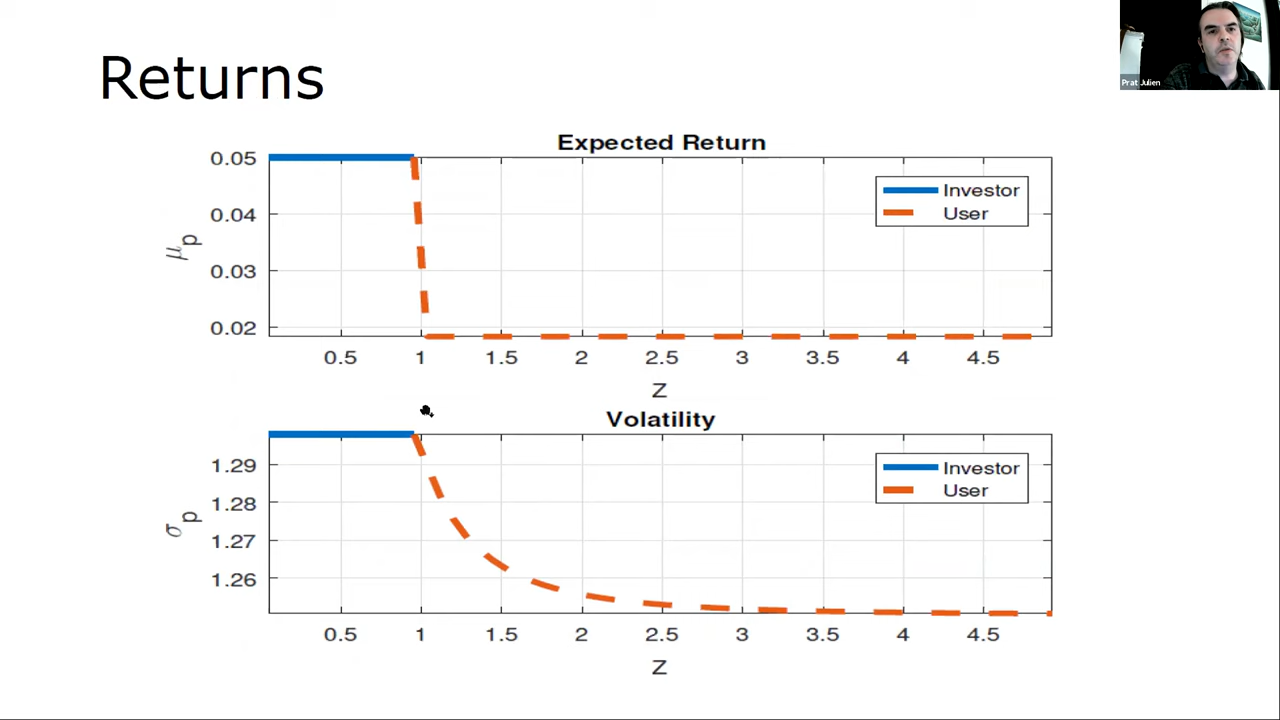 Returns
Prat Julien
Expected Return
0.05
0.04
0.03
0.02
μp
Investor
User
0.5 1 1.5 2 2.5 3 3.5 4 4.5
Z
Volatility
1.29
1.28
1.27
1.26
σp
Investor
User
0.5 1 1.5 2 2.5 3 3.5 4 4.5
Z